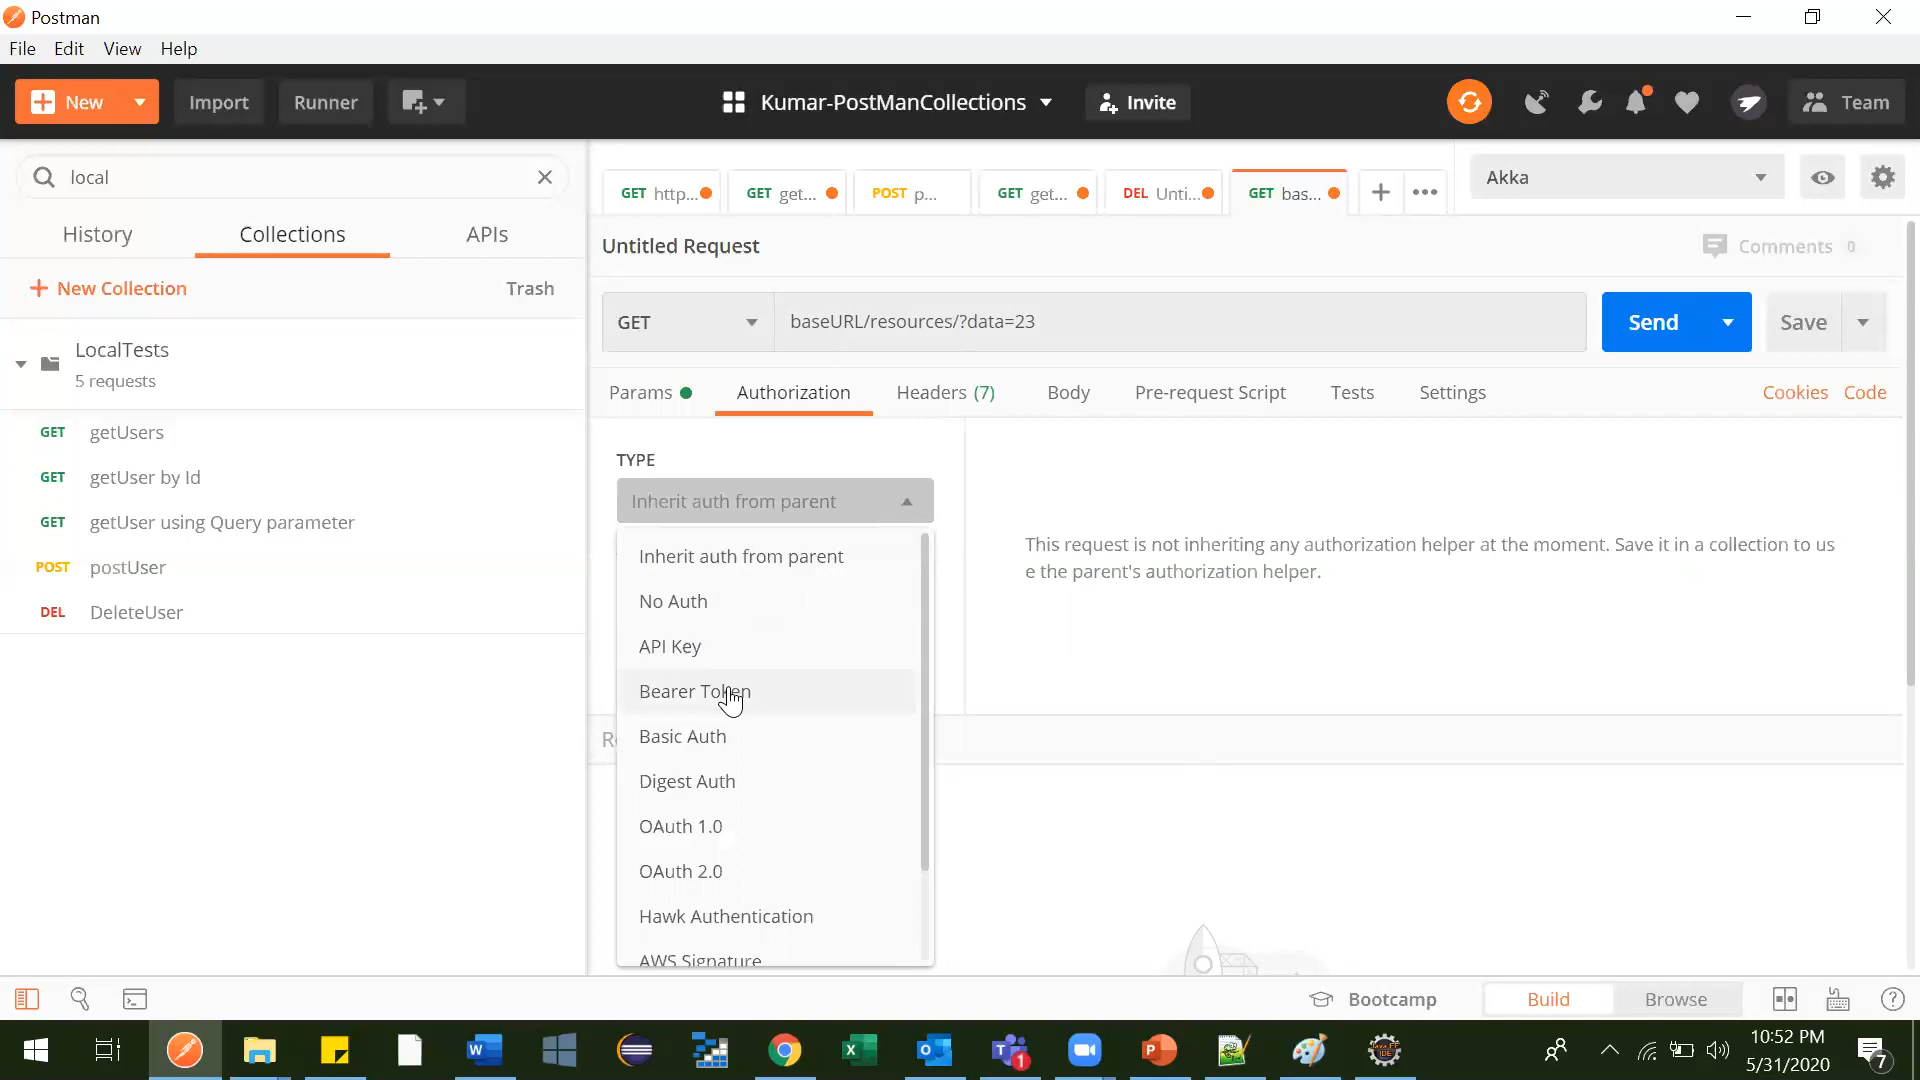 Postman
File Edit View Help
New Import Runner Kumar-PostManCollections Invite Team
local
History Collections APIs
+ New Collection Trash
LocalTests
5 requests
GET getUsers
GET getUser by Id
GET getUser using Query parameter
POST postUser
DEL DeleteUser
GET http... GET get... POST p... GET get... DEL Unti... GET bas... + ••• Akka
Untitled Request Comments 0
GET baseURL/resources/?data=23 Send Save
Params Authorization Headers (7) Body Pre-request Script Tests Settings Cookies Code
TYPE
Inherit auth from parent
Inherit auth from parent
No Auth
API Key
Bearer Token
Basic Auth
Digest Auth
OAuth 1.0
OAuth 2.0
Hawk Authentication
AWS Signature
This request is not inheriting any authorization helper at the moment. Save it in a collection to us
e the parent's authorization helper.
Bootcamp Build Browse
10:52 PM
5/31/2020
1
7